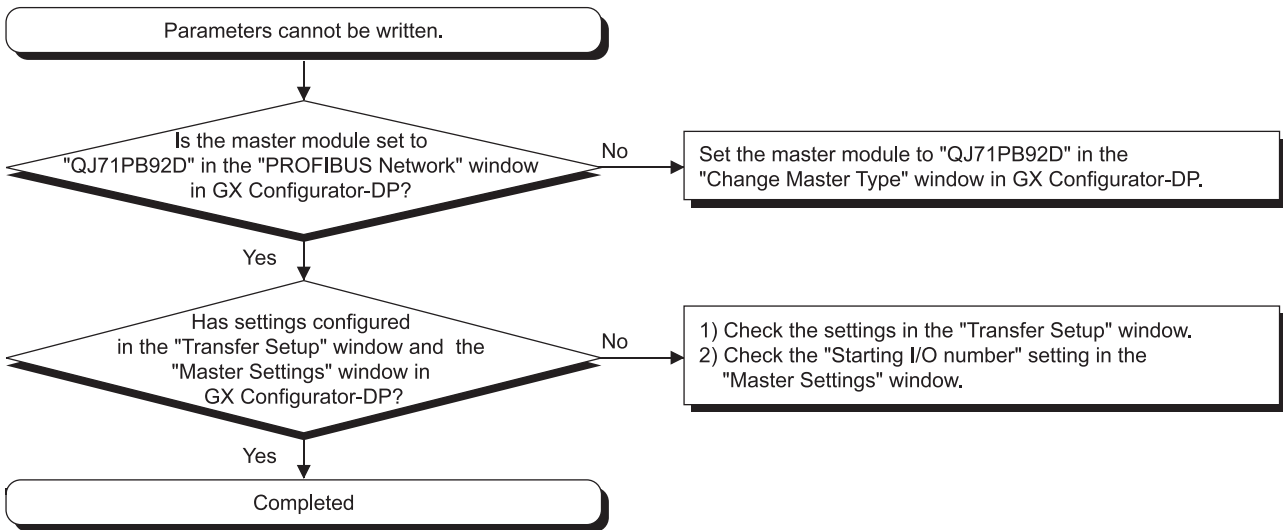 Parameters cannot be written.
Is the master module set to
"QJ71PB92D" in the "PROFIBUS Network" window
in GX Configurator-DP?
No
Set the master module to "QJ71PB92D" in the
"Change Master Type" window in GX Configurator-DP.
Yes
Has settings configured
in the "Transfer Setup" window and the
"Master Settings" window in
GX Configurator-DP?
No
1) Check the settings in the "Transfer Setup" window.
2) Check the "Starting I/O number" setting in the
"Master Settings" window.
Yes
Completed